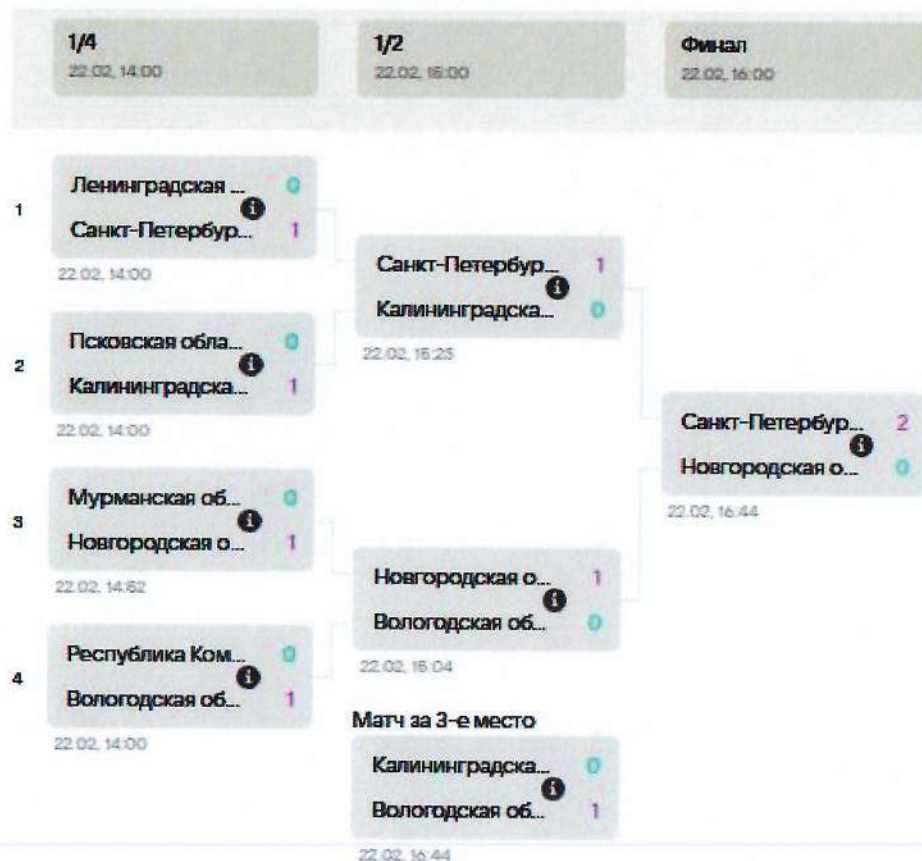 1/4
22.02, 14:00
1/2
22.02, 15:00
Финал
22.02, 16:00
1
Ленинградская ... 0
Санкт-Петербур... 1
22.02, 14:00
2
Псковская обла... 0
Калининградска... 1
22.02, 14:00
3
Мурманская об... 0
Новгородская о... 1
22.02, 14:52
4
Республика Ком... 0
Вологодская об... 1
22.02, 14:00
Санкт-Петербур... 1
Калининградска... 0
22.02, 15:23
Новгородская о... 1
Вологодская об... 0
22.02, 15:04
Матч за 3-е место
Калининградска... 0
Вологодская об... 1
22.02, 16:44
Санкт-Петербур... 2
Новгородская о... 0
22.02, 16:44